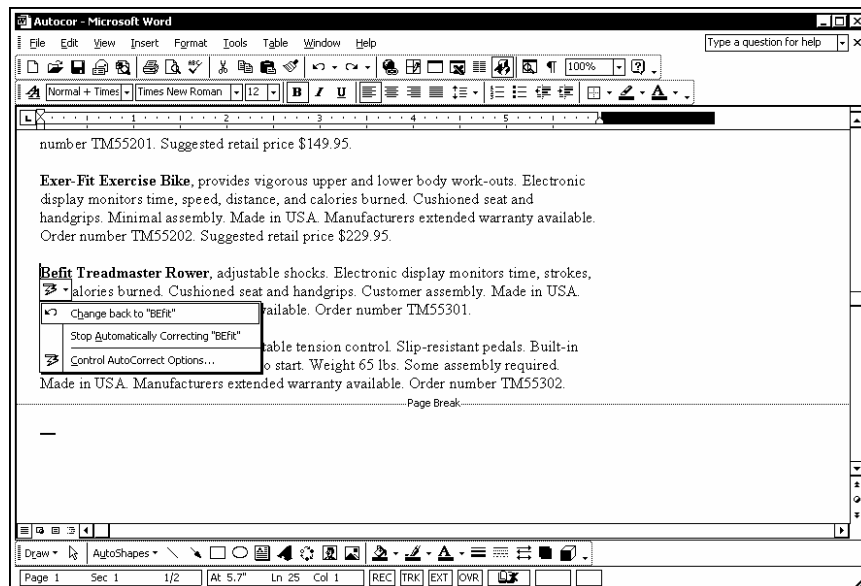 Autocor - Microsoft Word
File Edit View Insert Format Tools Table Window Help Type a question for help
100%
Normal + Times Times New Roman 12 B I U
1 2 3 4 5
number TM55201. Suggested retail price $149.95.
Exer-Fit Exercise Bike, provides vigorous upper and lower body work-outs. Electronic
display monitors time, speed, distance, and calories burned. Cushioned seat and
handgrips. Minimal assembly. Made in USA. Manufacturers extended warranty available.
Order number TM55202. Suggested retail price $229.95.
Befit Treadmaster Rower, adjustable shocks. Electronic display monitors time, strokes,
alories burned. Cushioned seat and handgrips. Customer assembly. Made in USA.
Change back to "BEfit" ailable. Order number TM55301.
Stop Automatically Correcting "BEfit"
table tension control. Slip-resistant pedals. Built-in
Control AutoCorrect Options... o start. Weight 65 lbs. Some assembly required.
Made in USA. Manufacturers extended warranty available. Order number TM55302.
Page Break
Draw AutoShapes
Page 1 Sec 1 1/2 At 5.7" Ln 25 Col 1 REC TRK EXT OVR